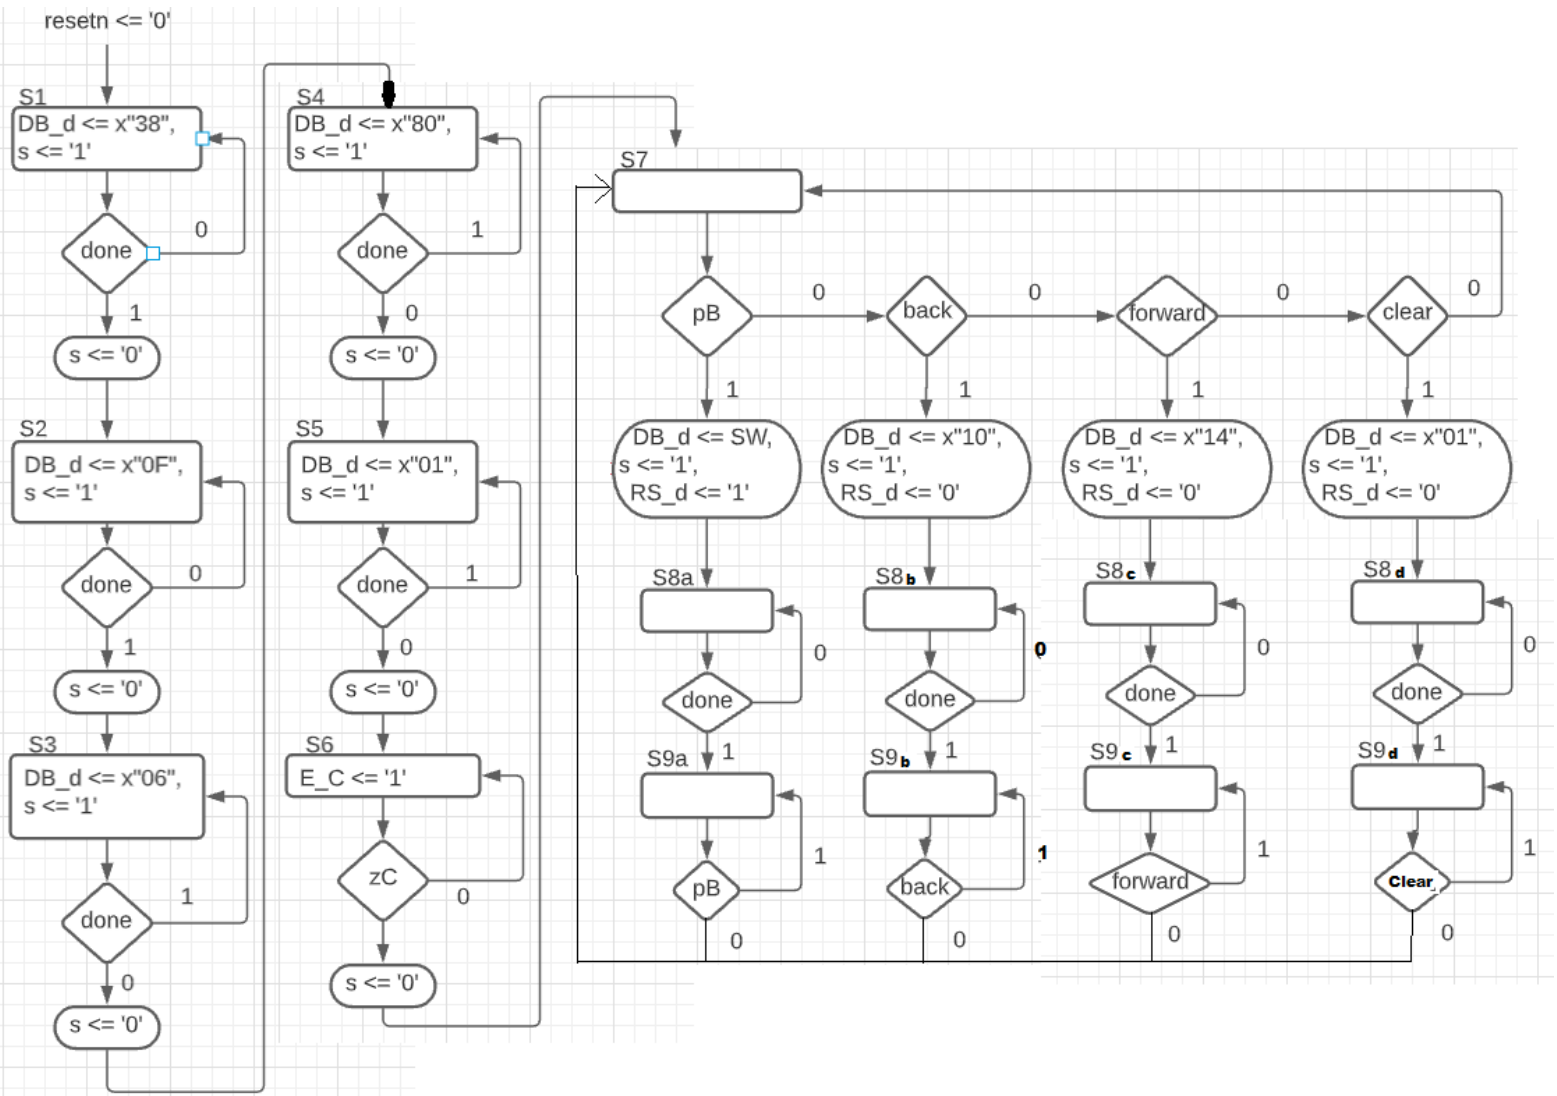 resetn <= '0'
S1
DB_d <= x"38",
s <= '1'
done
0
1
s <= '0'
S2
DB_d <= x"0F",
s <= '1'
done
0
1
s <= '0'
S3
DB_d <= x"06",
s <= '1'
done
1
0
s <= '0'
S4
DB_d <= x"80",
s <= '1'
done
1
0
s <= '0'
S5
DB_d <= x"01",
s <= '1'
done
1
0
s <= '0'
S6
E_C <= '1'
zC
0
s <= '0'
S7
pB
0
back
0
forward
0
clear
0
1
1
1
1
DB_d <= SW,
s <= '1',
RS_d <= '1'
DB_d <= x"10",
s <= '1',
RS_d <= '0'
DB_d <= x"14",
s <= '1',
RS_d <= '0'
DB_d <= x"01",
s <= '1',
RS_d <= '0'
S8a
done
0
1
S9a
pB
1
0
S8b
done
0
1
S9b
back
1
0
S8c
done
0
1
S9c
forward
1
0
S8d
done
0
1
S9d
Clear
1
0